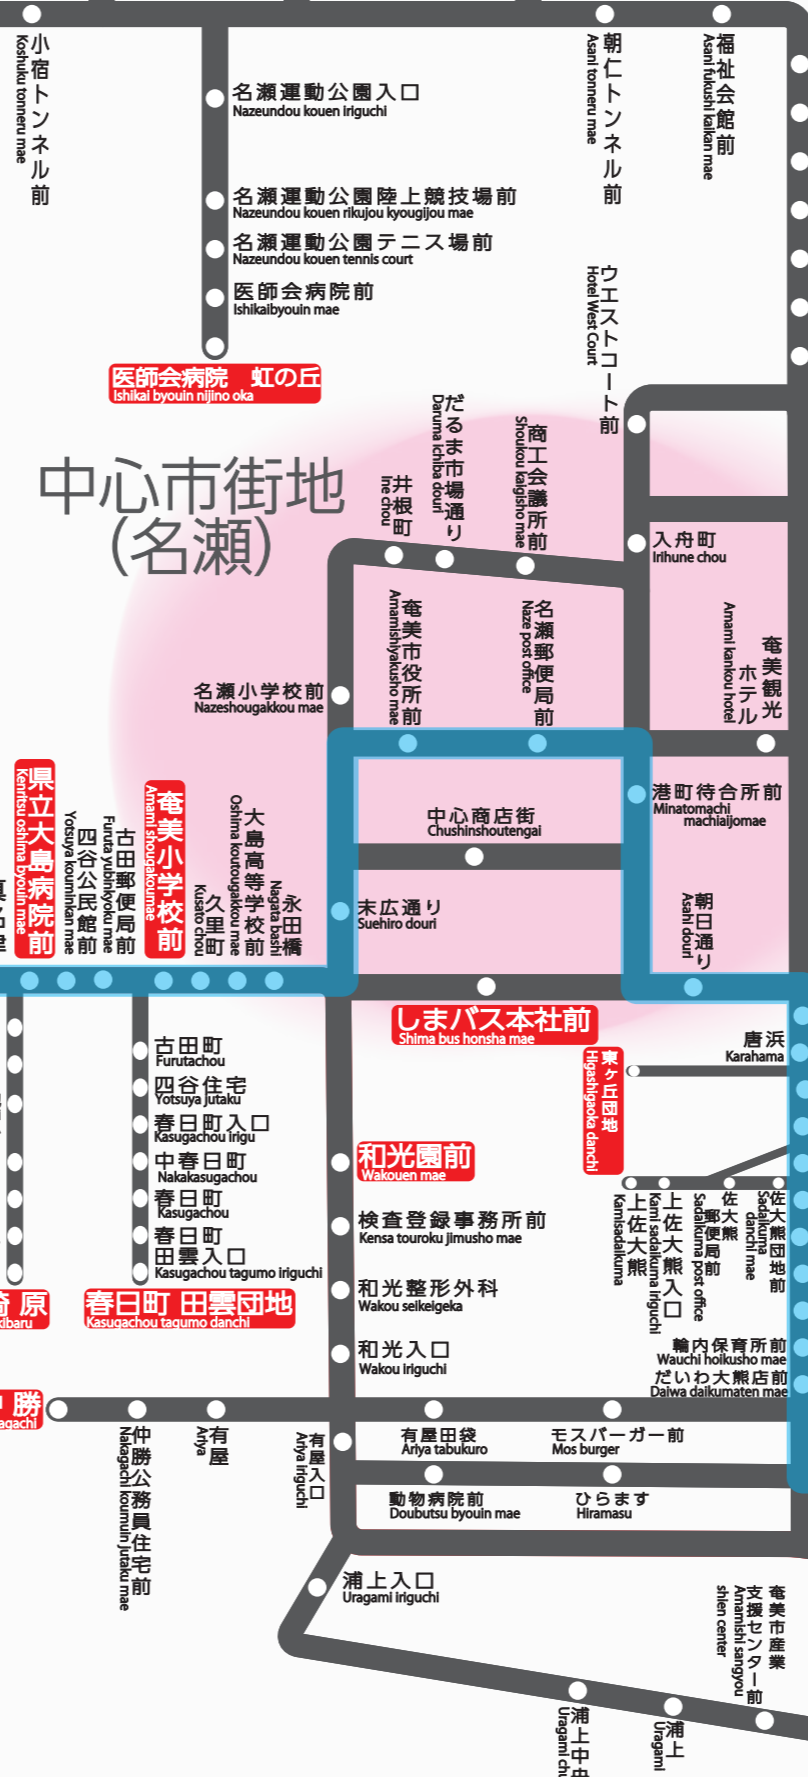 小宿トンネル前
Koshuku tonneru mae
朝仁トンネル前
Asani tonneru mae
福祉会館前
Asani fukushi kaikan mae
名瀬運動公園入口
Nazeundou kouen iriguchi
名瀬運動公園陸上競技場前
Nazeundou kouen rikujou kyougijou mae
名瀬運動公園テニス場前
Nazeundou kouen tennis court
医師会病院前
Ishikaibyouin mae
医師会病院 虹の丘
Ishikai byouin nijino oka
ウエストコート前
Hotel West Court
中心市街地
(名瀬)
井根町
Ine chou
だるま市場通り
Daruma ichiba douri
商工会議所前
Shoukou kaigisho mae
入舟町
Irihune chou
奄美市役所前
Amamishiyakusho mae
名瀬郵便局前
Naze post office
奄美観光
ホテル
Amami kankou hotel
名瀬小学校前
Nazeshougakkou mae
港町待合所前
Minatomachi
machiaijomae
中心商店街
Chushinshoutengai
県立大島病院前
Kenritsu oshima byouin mae
四谷公民館前
Yotsuya kouminkan mae
古田郵便局前
Furuta yubinkyoku mae
奄美小学校前
Amami shougakoumae
久里町
Kusato chou
大島高等学校前
Oshima koutougakkou mae
永田橋
Nagata bashi
末広通り
Suehiro douri
朝日通り
Asahi douri
しまバス本社前
Shima bus honsha mae
唐浜
Karahama
東ヶ丘団地
Higashigaoka danchi
古田町
Furutachou
四谷住宅
Yotsuya jutaku
春日町入口
Kasugachou irigu
中春日町
Nakakasugachou
春日町
Kasugachou
春日町
田雲入口
Kasugachou tagumo iriguchi
春日町 田雲団地
Kasugachou tagumo danchi
和光園前
Wakouen mae
検査登録事務所前
Kensa touroku jimusho mae
和光整形外科
Wakou seikeigeka
和光入口
Wakou iriguchi
上佐大熊
Kamisadaikuma
上佐大熊入口
Kami sadaikuma iriguchi
佐大熊
郵便局前
Sadaikuma post office
佐大熊団地前
Sadaikuma
danchi mae
輪内保育所前
Wauchi hoikusho mae
だいわ大熊店前
Daiwa daikumaten mae
原
kibaru
勝
agachi
仲勝公務員住宅前
Nakagachi koumuin jutaku mae
有屋
Ariya
有屋入口
Ariya iriguchi
有屋田袋
Ariya tabukuro
モスバーガー前
Mos burger
動物病院前
Doubutsu byouin mae
ひらます
Hiramasu
浦上入口
Uragami iriguchi
奄美市産業
支援センター前
Amamishi sangyou
shien center
浦上中央
Uragami chu
浦上
Uragami